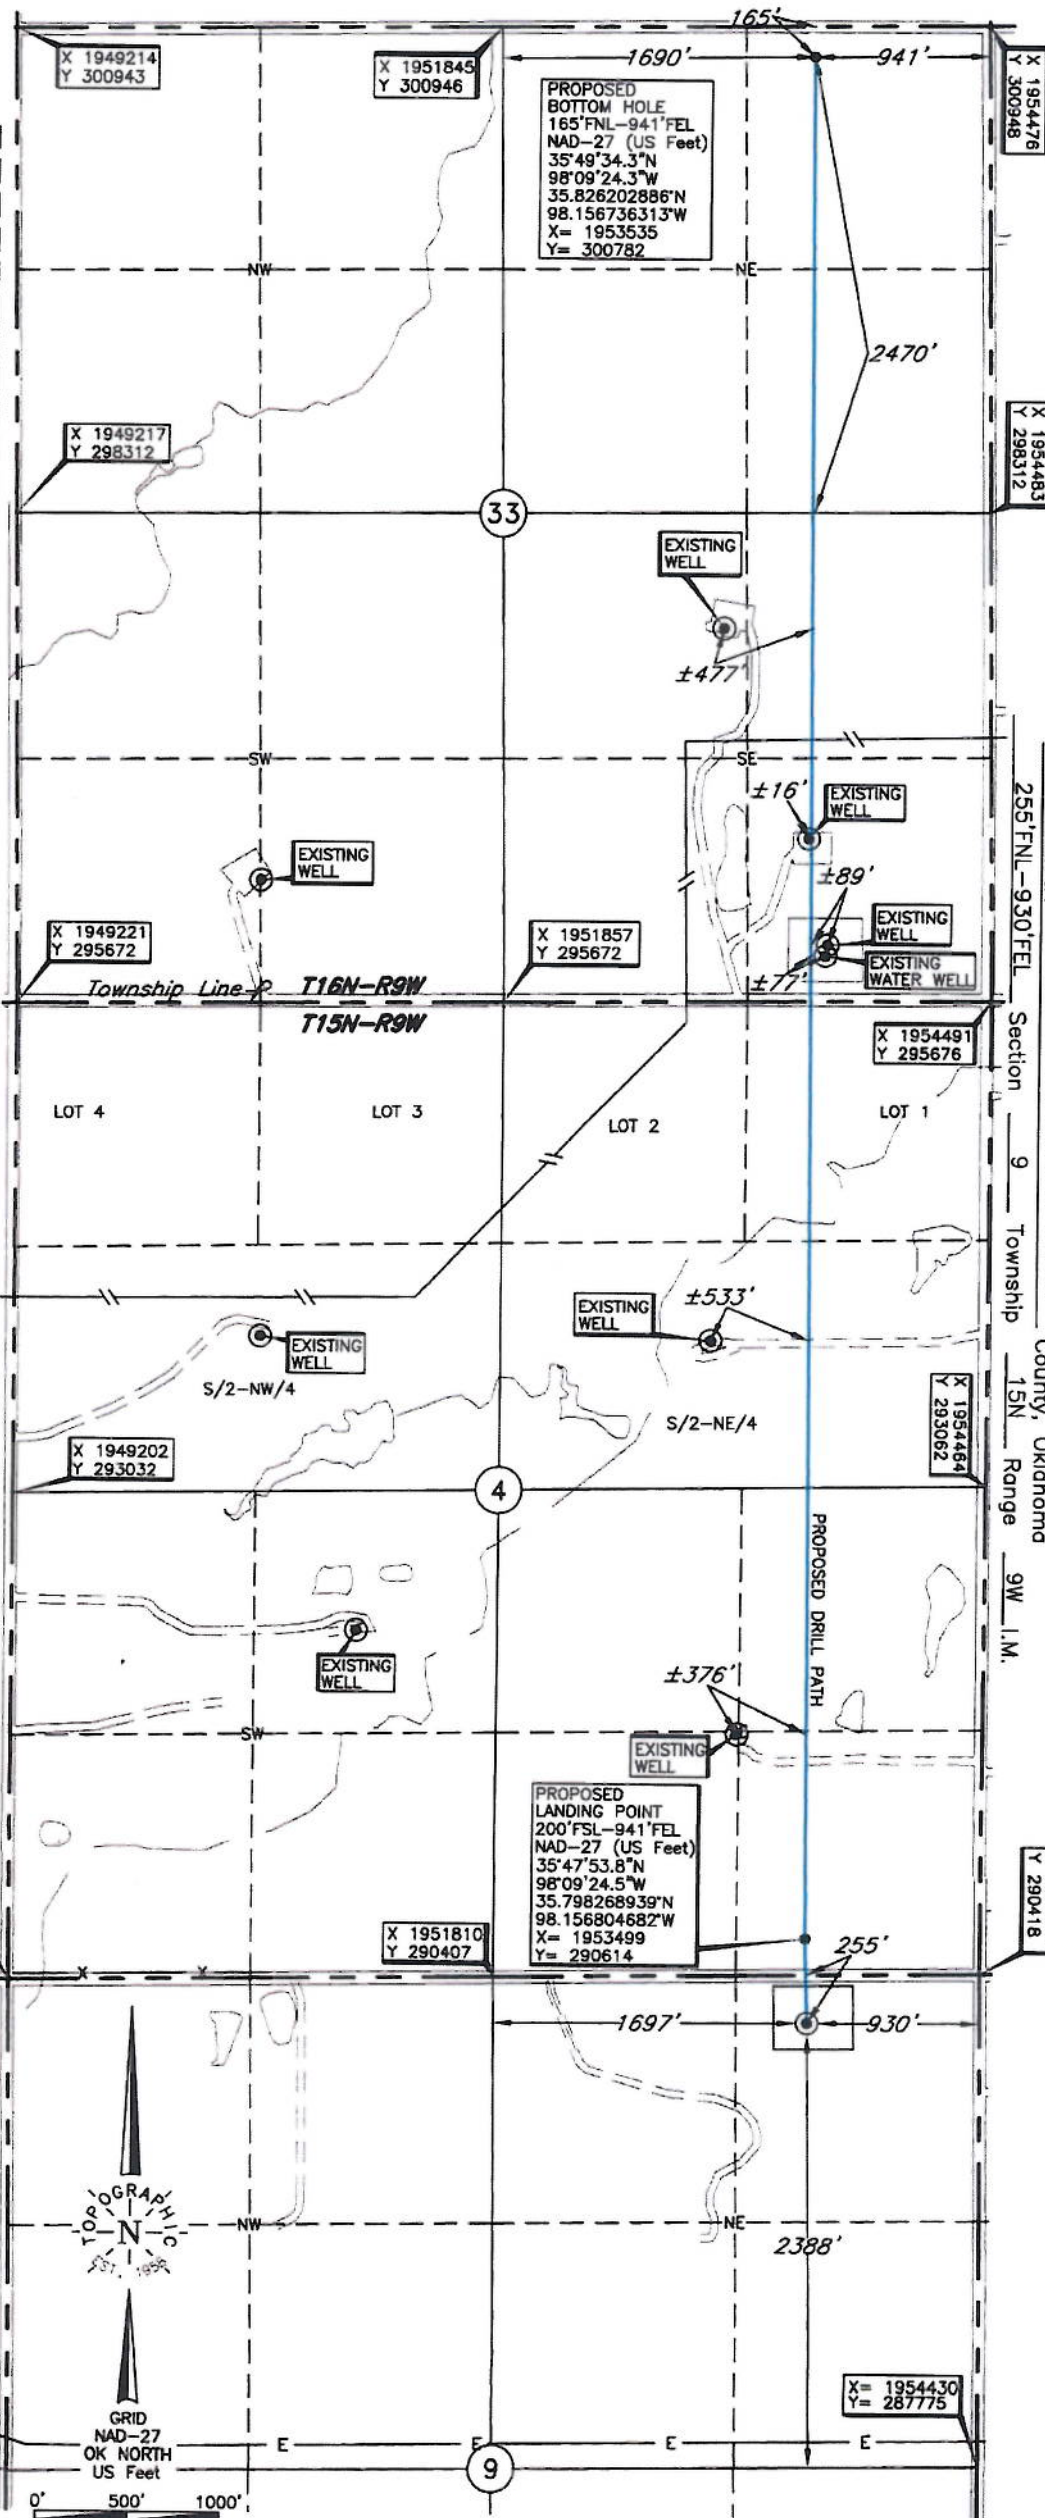 165'
X 1949214
Y 300943
X 1951845
Y 300946
1690'
941'
X 1954476
Y 300948
PROPOSED
BOTTOM HOLE
165'FNL-941'FEL
NAD-27 (US Feet)
35°49'34.3"N
98°09'24.3"W
35.826202886°N
98.156736313°W
X= 1953535
Y= 300782
NW
NE
2470'
X 1949217
Y 298312
X 1954483
Y 298312
33
EXISTING
WELL
±477'
SW
SE
±16'
EXISTING
WELL
EXISTING
WELL
±89'
EXISTING
WELL
EXISTING
WATER WELL
±77'
X 1949221
Y 295672
X 1951857
Y 295672
Township Line
T16N-R9W
T15N-R9W
X 1954491
Y 295676
255'FNL-930'FEL Section 9 Township 15N Range 9W I.M.
County, Oklahoma
LOT 4
LOT 3
LOT 2
LOT 1
EXISTING
WELL
±533'
EXISTING
WELL
S/2-NW/4
S/2-NE/4
X 1954464
Y 293062
X 1949202
Y 293032
4
PROPOSED DRILL PATH
EXISTING
WELL
±376'
SW
EXISTING
WELL
PROPOSED
LANDING POINT
200'FSL-941'FEL
NAD-27 (US Feet)
35°47'53.8"N
98°09'24.5"W
35.798268939°N
98.156804682°W
X= 1953499
Y= 290614
Y 290418
X 1951810
Y 290407
255'
X
X
1697'
930'
TOPOGRAPHIC
N
EST. 1956
NW
NE
2388'
X= 1954430
Y= 287775
GRID
NAD-27
OK NORTH
US Feet
E
E
E
E
9
0' 500' 1000'